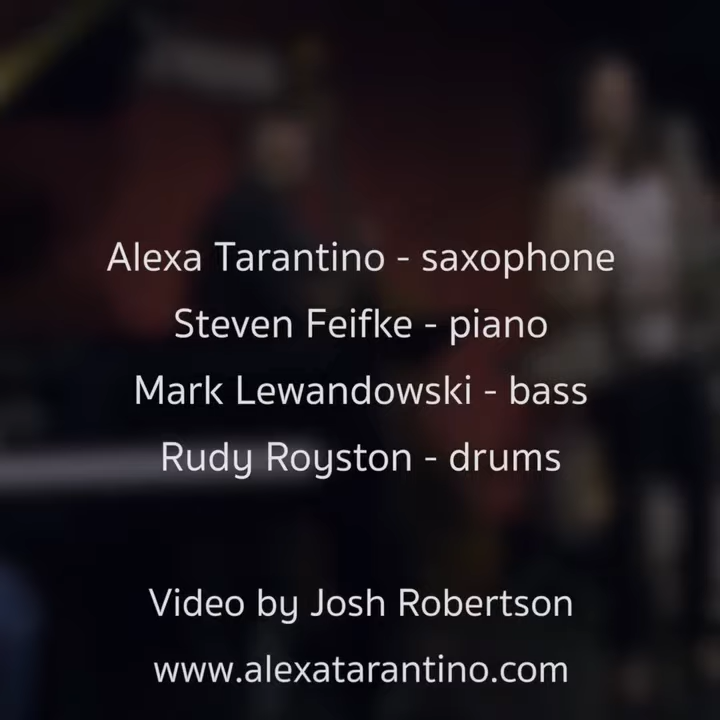 Alexa Tarantino - saxophone
Steven Feifke - piano
Mark Lewandowski - bass
Rudy Royston - drums
Video by Josh Robertson
www.alexatarantino.com